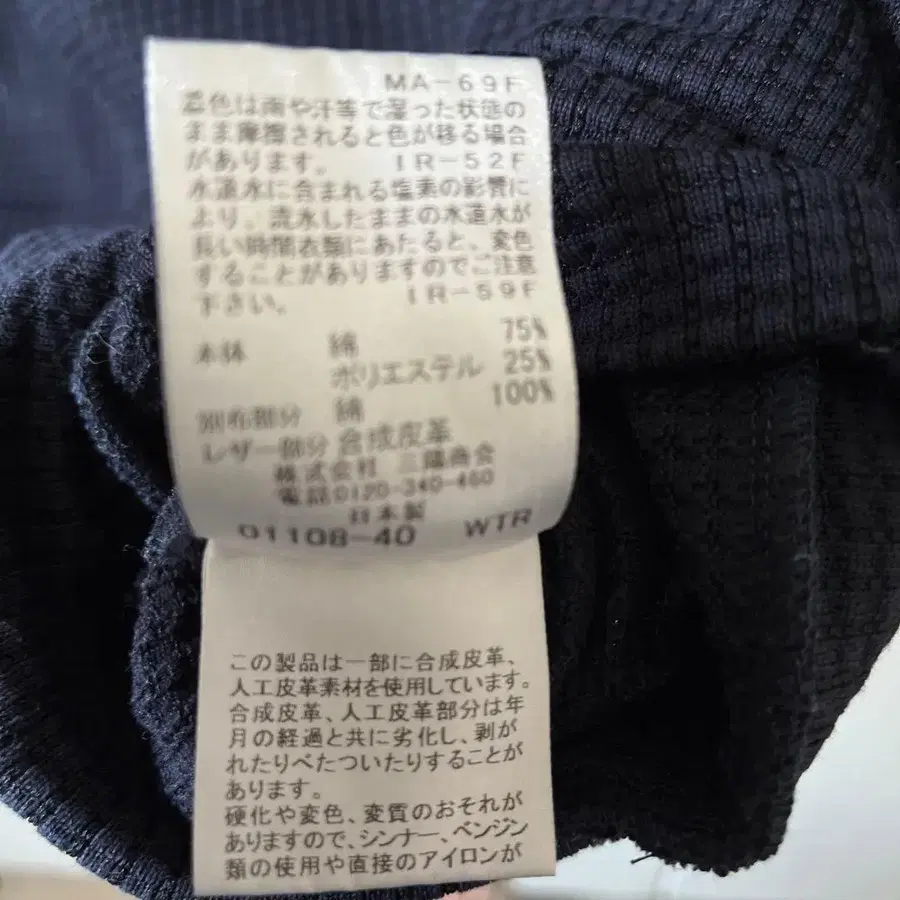 MA-69F
濃色は雨や汗等で湿った状態の
まま摩擦されると色が移る場合
があります。 IR-52F
水道水に含まれる塩素の影響に
より、流水したままの水道水が
長い時間衣類にあたると、変色
することがありますのでご注意
下さい。 IR-59F
本体 綿 75%
ポリエステル 25%
別布部分 綿 100%
レザー部分 合成皮革
株式会社 三陽商会
電話0120-340-460
日本製
01108-40 WTR
この製品は一部に合成皮革、
人工皮革素材を使用しています。
合成皮革、人工皮革部分は年
月の経過と共に劣化し、剥が
れたりべたついたりすることが
あります。
硬化や変色、変質のおそれが
ありますので、シンナー、ベンジン
類の使用や直接のアイロンが